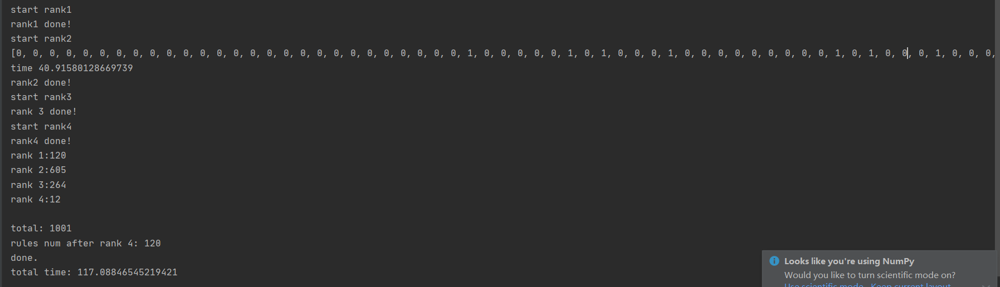 start rank1
rank1 done!
start rank2
[0, 0, 0, 0, 0, 0, 0, 0, 0, 0, 0, 0, 0, 0, 0, 0, 0, 0, 0, 0, 0, 0, 0, 0, 0, 0, 0, 1, 0, 0, 0, 0, 0, 1, 0, 1, 0, 0, 0, 1, 0, 0, 0, 0, 0, 0, 0, 0, 0, 1, 0, 1, 0, 0, 0, 1, 0, 0, 0,
time 40.91580128669739
rank2 done!
start rank3
rank 3 done!
start rank4
rank4 done!
rank 1:120
rank 2:605
rank 3:264
rank 4:12
total: 1001
rules num after rank 4: 120
done.
total time: 117.08846545219421
Looks like you're using NumPy
Would you like to turn scientific mode on?
Use scientific mode Keep current layout